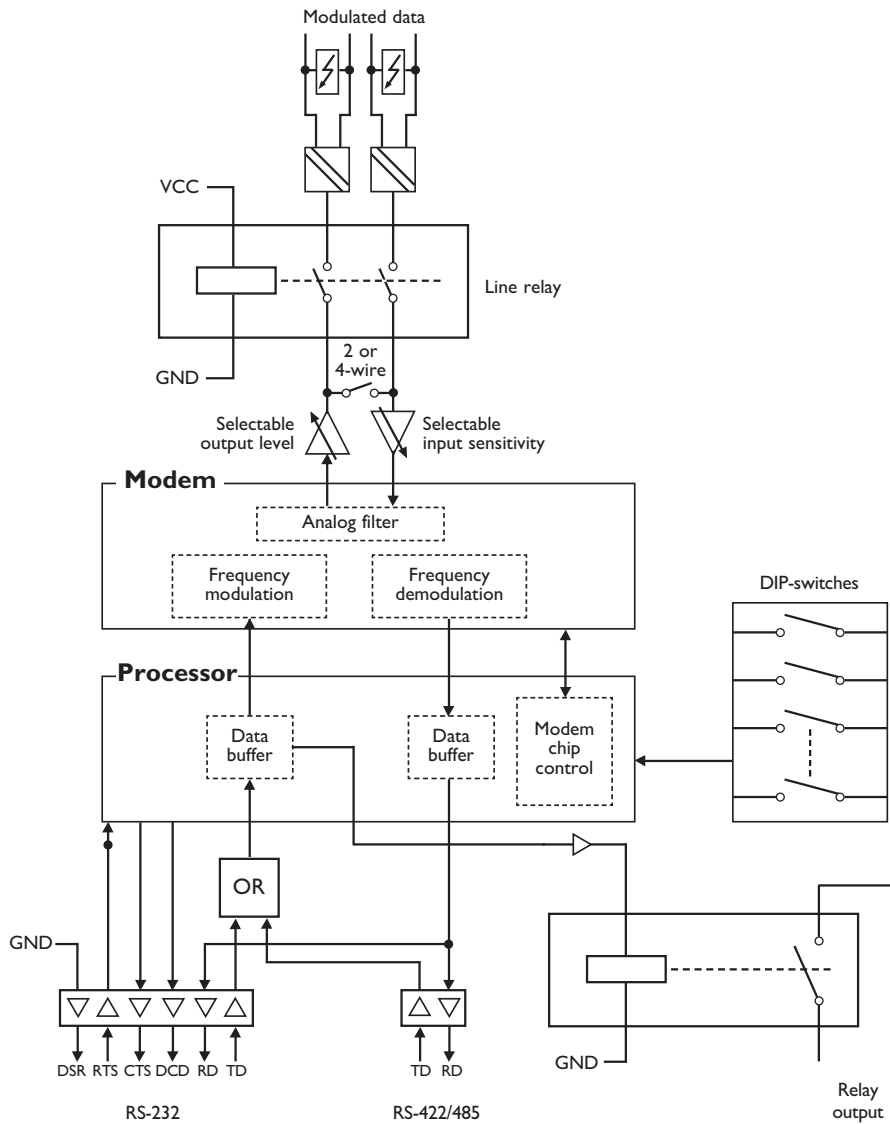 Modulated data
VCC
Line relay
GND
2 or
4-wire
Selectable
output level
Selectable
input sensitivity
Modem
Analog filter
Frequency
modulation
Frequency
demodulation
DIP-switches
Processor
Data
buffer
Data
buffer
Modem
chip
control
OR
GND
GND
DSR RTS CTS DCD RD TD
TD RD
RS-232
RS-422/485
Relay
output